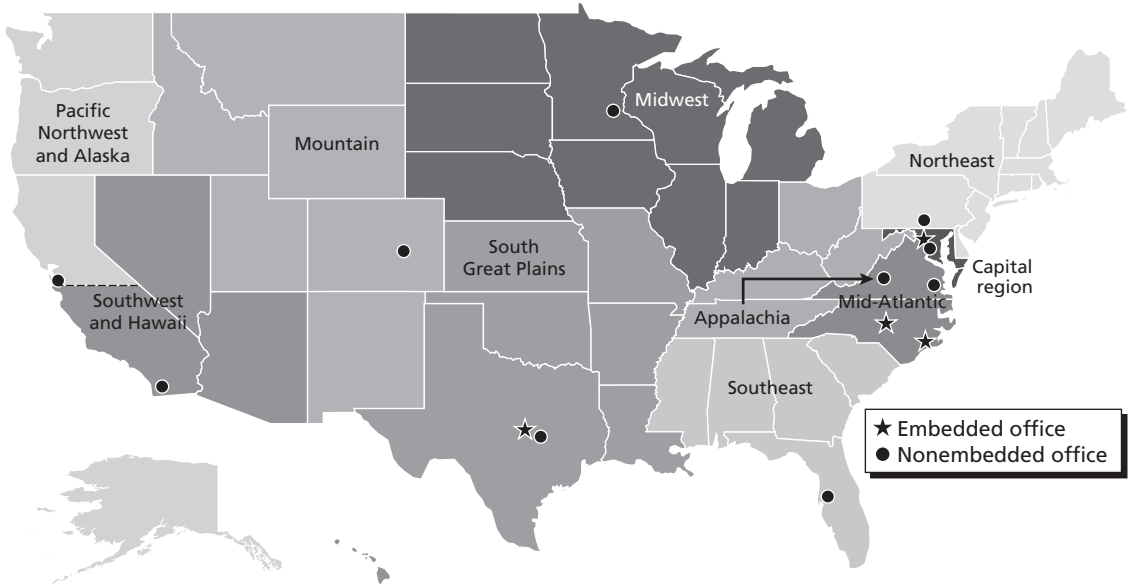 Pacific
Northwest
and Alaska
Mountain
Midwest
Northeast
South
Great Plains
Capital
region
Southwest
and Hawaii
Mid-Atlantic
Appalachia
Southeast
Embedded office
Nonembedded office